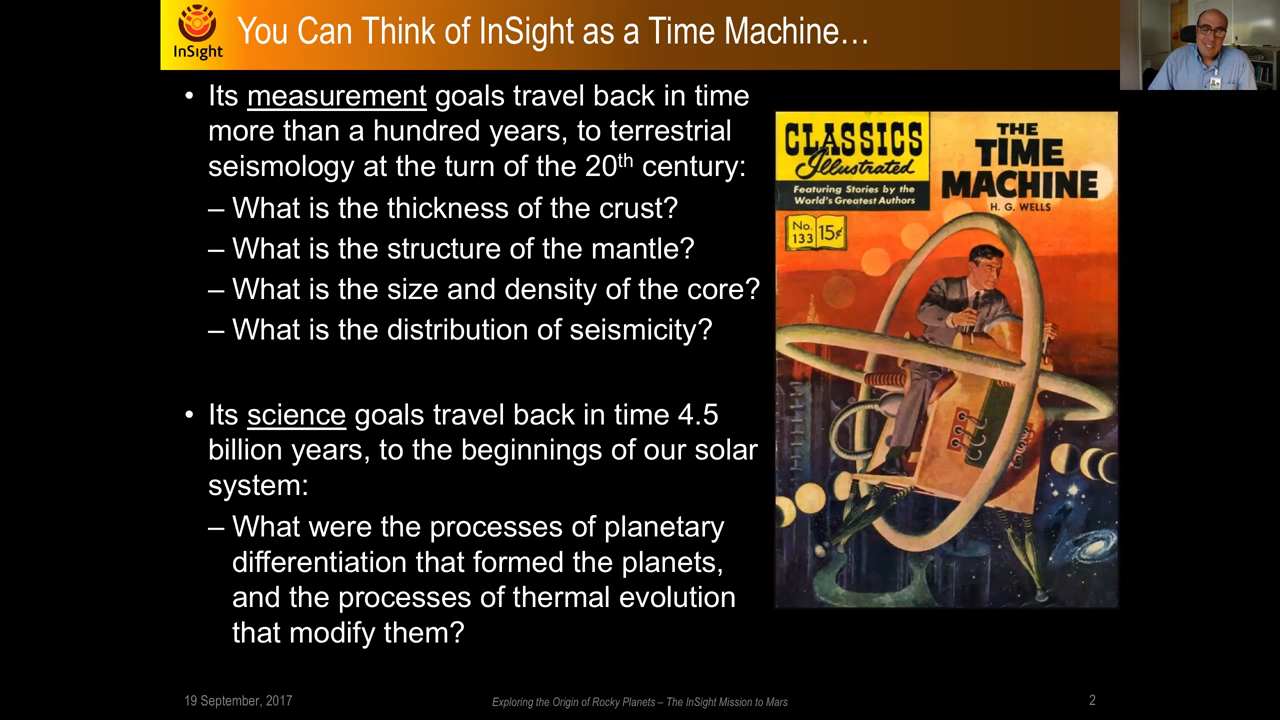 InSight
You Can Think of InSight as a Time Machine…
• Its measurement goals travel back in time
more than a hundred years, to terrestrial
seismology at the turn of the 20th century:
– What is the thickness of the crust?
– What is the structure of the mantle?
– What is the size and density of the core?
– What is the distribution of seismicity?
• Its science goals travel back in time 4.5
billion years, to the beginnings of our solar
system:
– What were the processes of planetary
differentiation that formed the planets,
and the processes of thermal evolution
that modify them?
CLASSICS
Illustrated
Featuring Stories by the
World's Greatest Authors
No.
133
15¢
THE
TIME
MACHINE
H. G. WELLS
19 September, 2017
Exploring the Origin of Rocky Planets – The InSight Mission to Mars
2